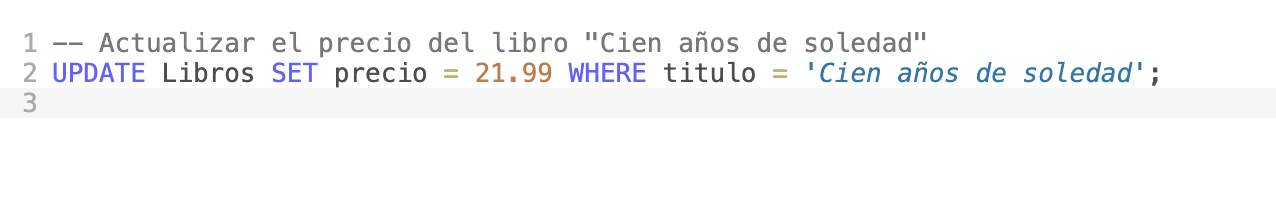 1 -- Actualizar el precio del libro "Cien años de soledad"
2 UPDATE Libros SET precio = 21.99 WHERE titulo = 'Cien años de soledad';
3